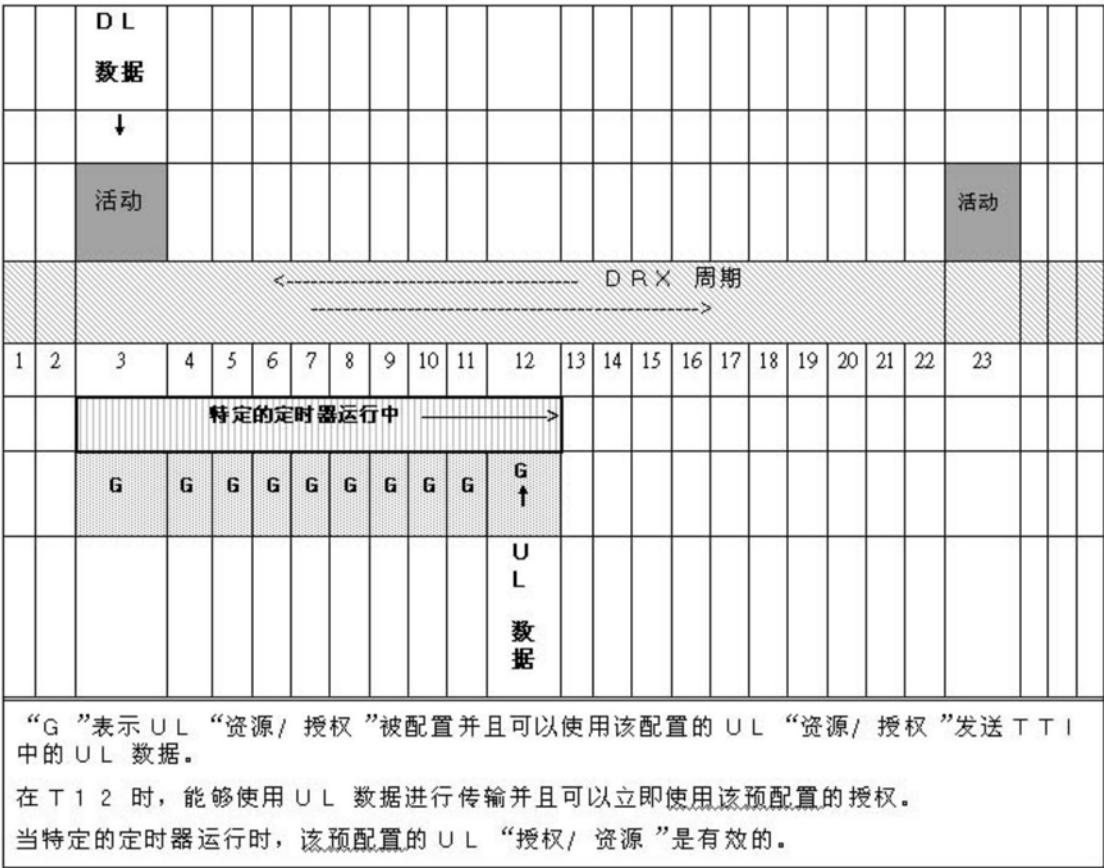 DL
数据
↓
活动
活动
<-------------------------------- DRX 周期
------------------------------------------->
1 2 3 4 5 6 7 8 9 10 11 12 13 14 15 16 17 18 19 20 21 22 23
特定的定时器运行中 ———>
G G G G G G G G G G
↑
U
L
数
据
“G ”表示UL “资源/ 授权 ”被配置并且可以使用该配置的UL “资源/ 授权 ”发送TTI
中的UL 数据。
在T12 时，能够使用UL 数据进行传输并且可以立即使用该预配置的授权。
当特定的定时器运行时，该预配置的UL “授权/ 资源 ”是有效的。